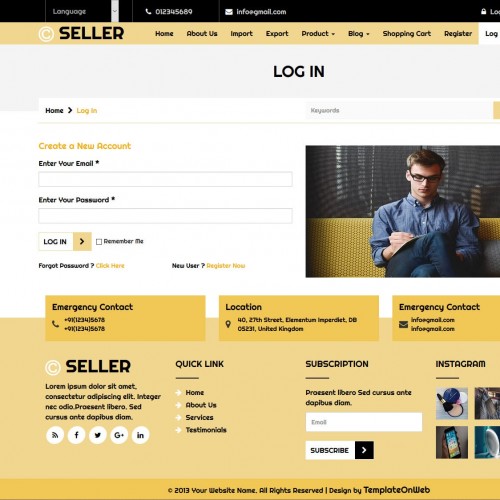 Language
012345689
info@gmail.com
© SELLER
Home About Us Import Export Product Blog Shopping Cart Register Log
LOG IN
Home Log In
Keywords
Create a New Account
Enter Your Email *
Enter Your Password *
LOG IN
Remember Me
Forgot Password ? Click Here
New User ? Register Now
Emergency Contact
+91(1234)5678
+91(1234)5678
Location
40, 27th Street, Elementum Imperdiet, DB
05231, United Kingdom
Emergency Contact
info@gmail.com
info@gmail.com
© SELLER
Lorem ipsum dolor sit amet,
consectetur adipiscing elit. Integer
nec odio.Praesent libero. Sed
cursus ante dapibus diam.
G+
in
QUICK LINK
Home
About Us
Services
Testimonials
SUBSCRIPTION
Praesent libero Sed cursus ante
dapibus diam.
Email
SUBSCRIBE
INSTAGRAM
© 2013 Your Website Name. All Rights Reserved | Design by TemplateOnWeb